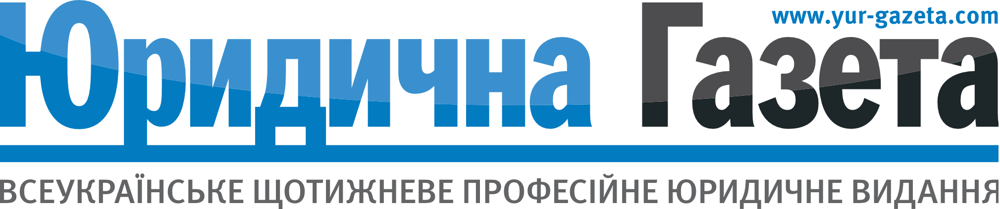 www.yur-gazeta.com
Юридична Газета
ВСЕУКРАЇНСЬКЕ ЩОТИЖНЕВЕ ПРОФЕСІЙНЕ ЮРИДИЧНЕ ВИДАННЯ